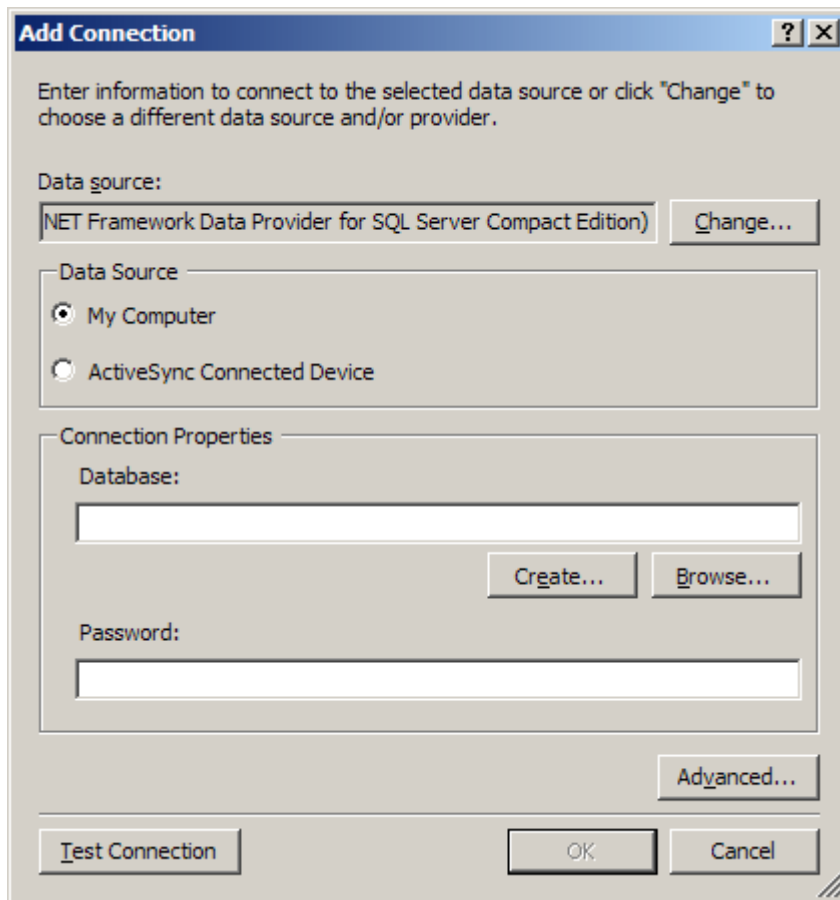 Add Connection
Enter information to connect to the selected data source or click "Change" to
choose a different data source and/or provider.
Data source:
NET Framework Data Provider for SQL Server Compact Edition)
Change...
Data Source
My Computer
ActiveSync Connected Device
Connection Properties
Database:
Create...
Browse...
Password:
Advanced...
Test Connection
OK
Cancel